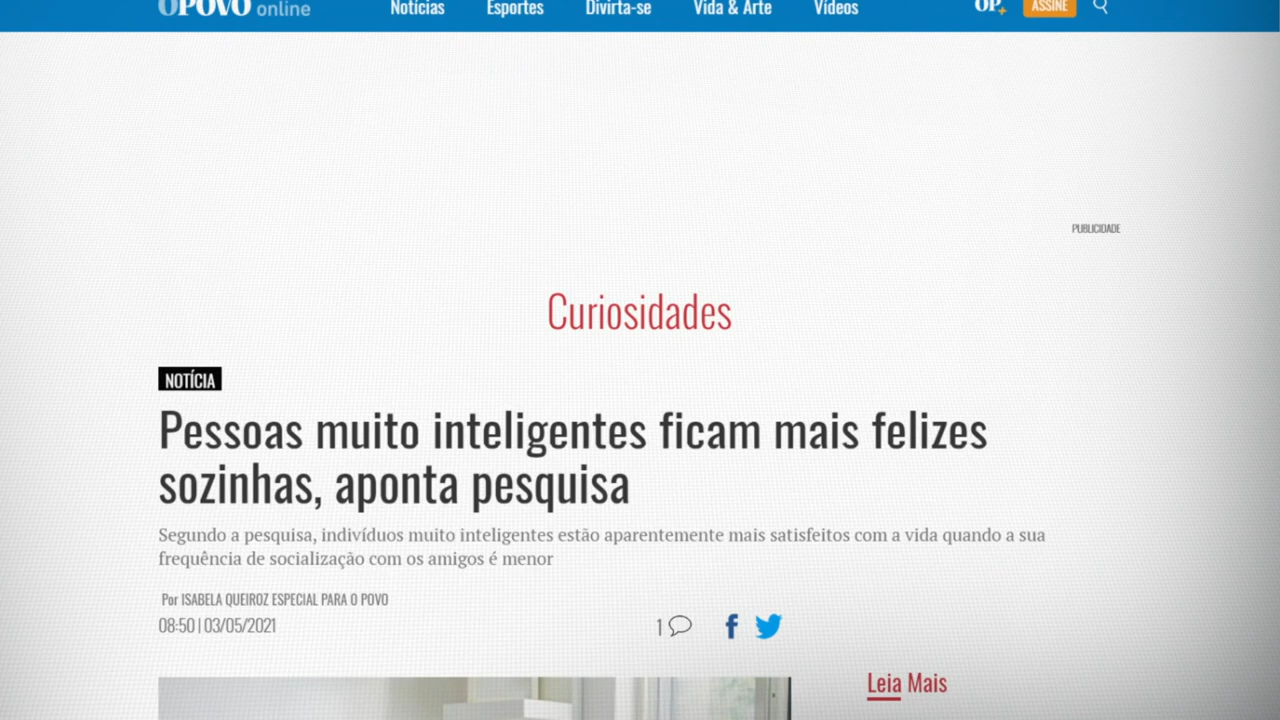 OPOVO online
Notícias Esportes Divirta-se Vida & Arte Vídeos
OP+ ASSINE
PUBLICIDADE
Curiosidades
NOTÍCIA
Pessoas muito inteligentes ficam mais felizes
sozinhas, aponta pesquisa
Segundo a pesquisa, indivíduos muito inteligentes estão aparentemente mais satisfeitos com a vida quando a sua
frequência de socialização com os amigos é menor
Por ISABELA QUEIROZ ESPECIAL PARA O POVO
08:50 | 03/05/2021
1
Leia Mais